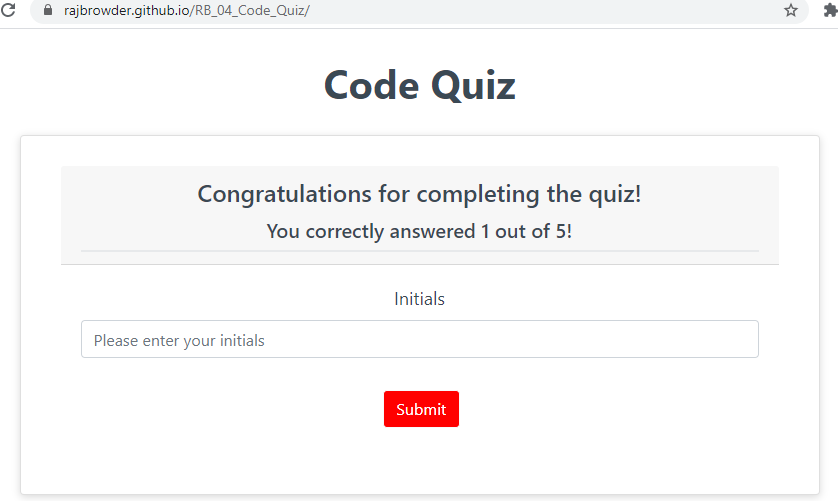 rajbrowder.github.io/RB_04_Code_Quiz/
Code Quiz
Congratulations for completing the quiz!
You correctly answered 1 out of 5!
Initials
Please enter your initials
Submit